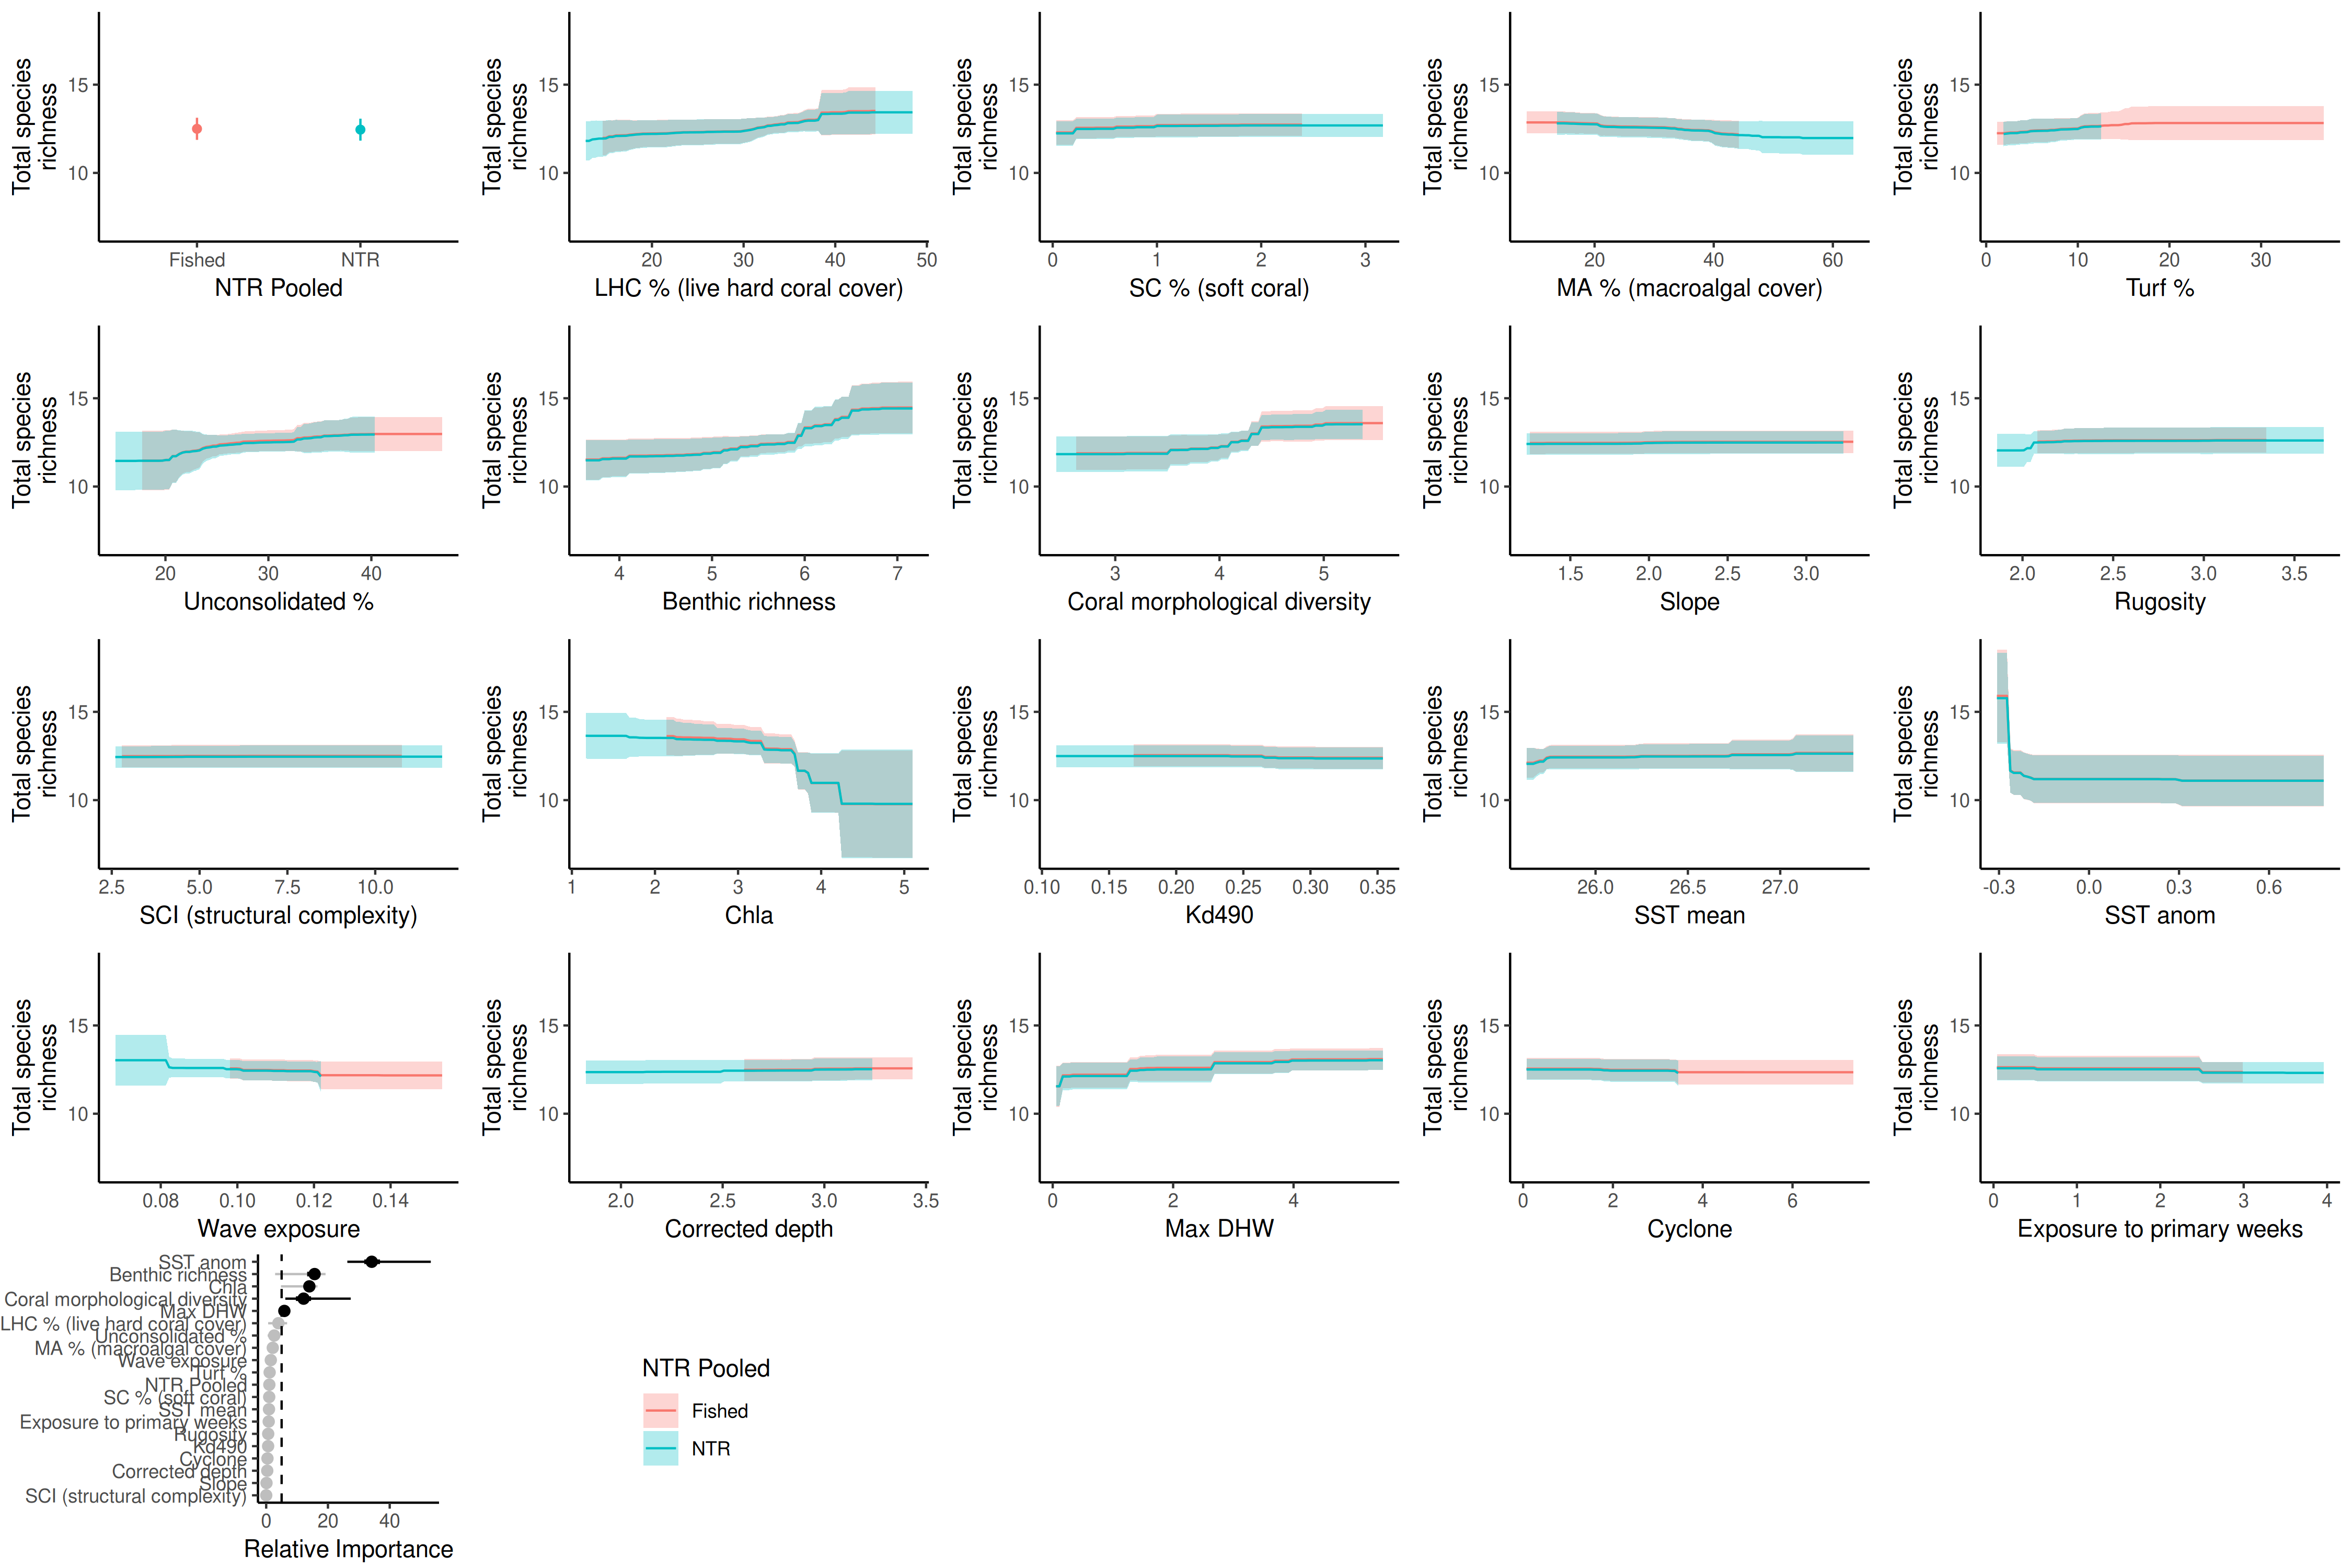 Total species
richness
15
10
Fished
NTR
NTR Pooled
Total species
richness
15
10
20
30
40
50
LHC % (live hard coral cover)
Total species
richness
15
10
0
1
2
3
SC % (soft coral)
Total species
richness
15
10
20
40
60
MA % (macroalgal cover)
Total species
richness
15
10
0
10
20
30
Turf %
Total species
richness
15
10
20
30
40
Unconsolidated %
Total species
richness
15
10
4
5
6
7
Benthic richness
Total species
richness
15
10
3
4
5
Coral morphological diversity
Total species
richness
15
10
1.5
2.0
2.5
3.0
Slope
Total species
richness
15
10
2.0
2.5
3.0
3.5
Rugosity
Total species
richness
15
10
2.5
5.0
7.5
10.0
SCI (structural complexity)
Total species
richness
15
10
1
2
3
4
5
Chla
Total species
richness
15
10
0.10
0.15
0.20
0.25
0.30
0.35
Kd490
Total species
richness
15
10
26.0
26.5
27.0
SST mean
Total species
richness
15
10
-0.3
0.0
0.3
0.6
SST anom
Total species
richness
15
10
0.08
0.10
0.12
0.14
Wave exposure
Total species
richness
15
10
2.0
2.5
3.0
3.5
Corrected depth
Total species
richness
15
10
0
2
4
Max DHW
Total species
richness
15
10
0
2
4
6
Cyclone
Total species
richness
15
10
0
1
2
3
4
Exposure to primary weeks
SST anom
Benthic richness
Chla
Coral morphological diversity
Max DHW
LHC % (live hard coral cover)
Unconsolidated %
MA % (macroalgal cover)
Wave exposure
Turf %
NTR Pooled
SC % (soft coral)
SST mean
Exposure to primary weeks
Rugosity
Kd490
Cyclone
Corrected depth
Slope
SCI (structural complexity)
0
20
40
Relative Importance
NTR Pooled
Fished
NTR